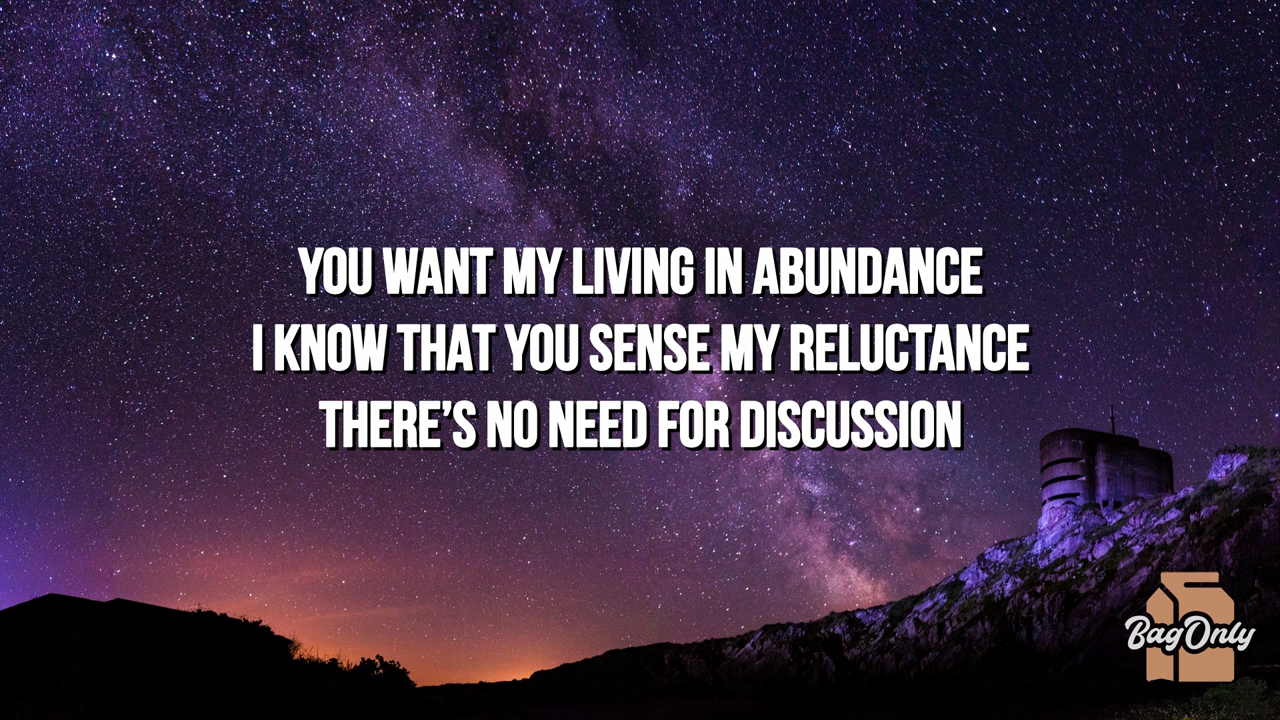 YOU WANT MY LIVING IN ABUNDANCE
I KNOW THAT YOU SENSE MY RELUCTANCE
THERE’S NO NEED FOR DISCUSSION
BagOnly